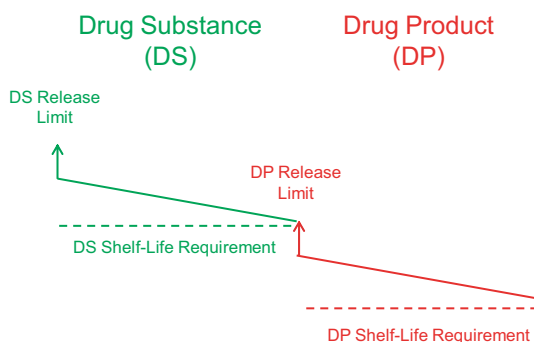 Drug Substance
(DS)
Drug Product
(DP)
DS Release
Limit
DP Release
Limit
DS Shelf-Life Requirement
DP Shelf-Life Requirement